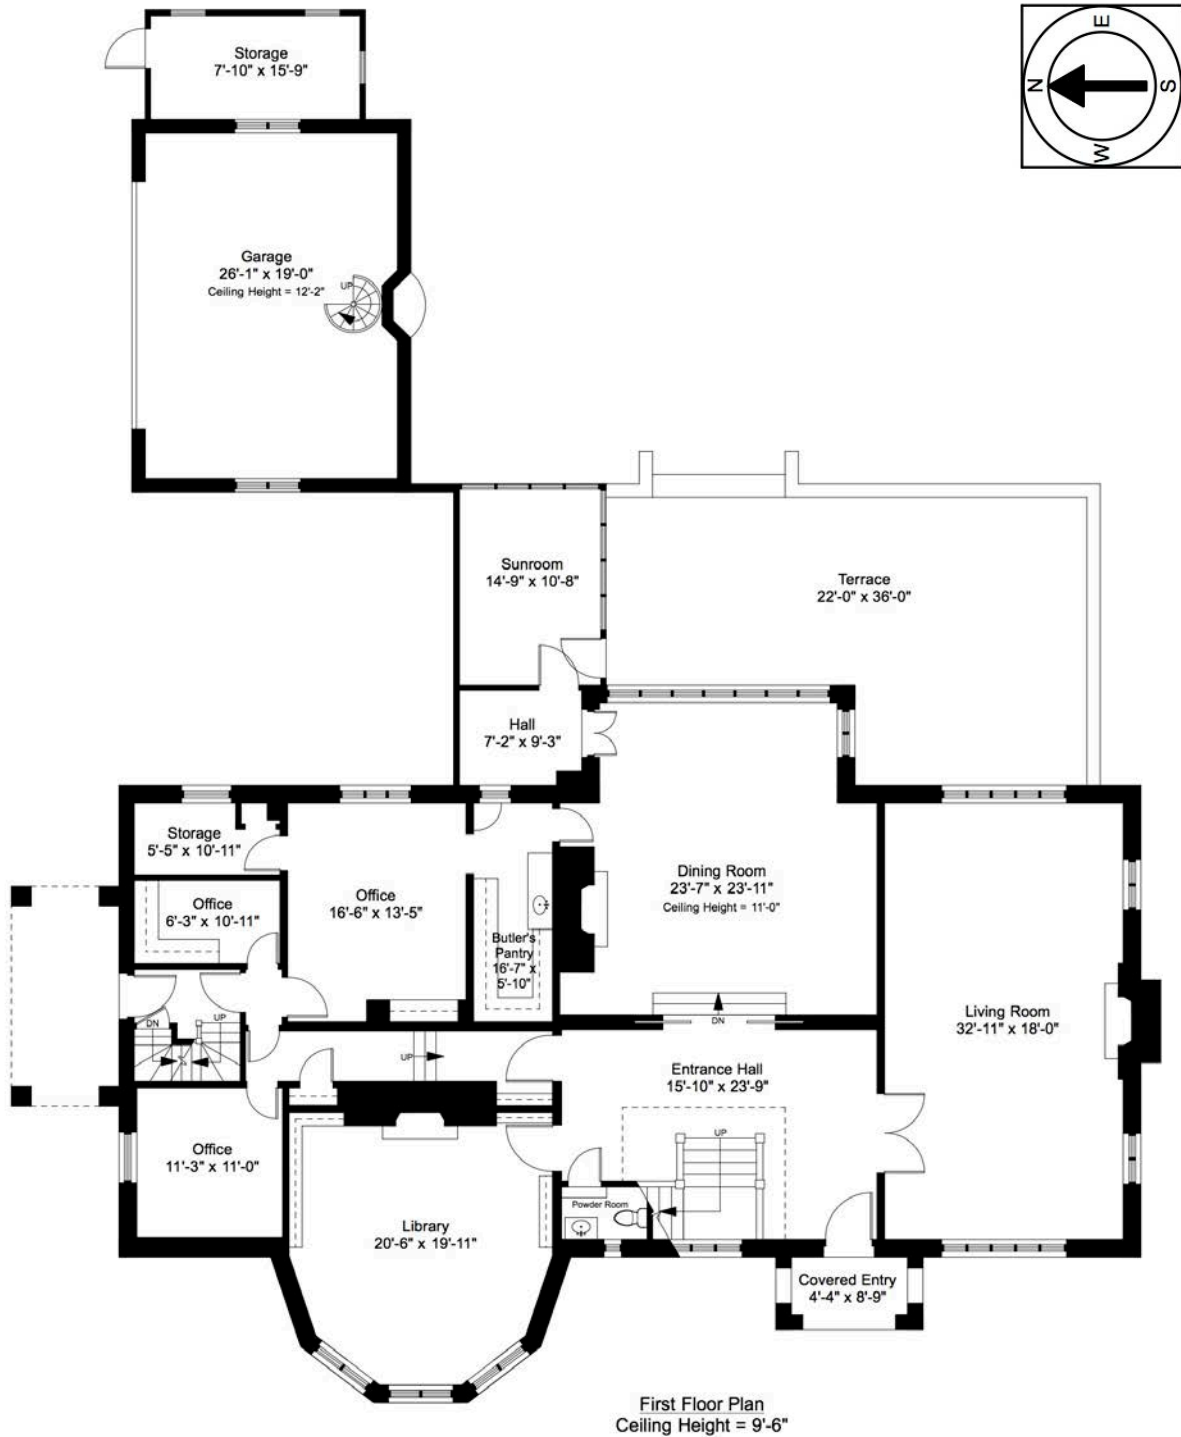 E
N
S
W
Storage
7'-10" x 15'-9"
Garage
26'-1" x 19'-0"
Ceiling Height = 12'-2"
UP
Sunroom
14'-9" x 10'-8"
Terrace
22'-0" x 36'-0"
Hall
7'-2" x 9'-3"
Storage
5'-5" x 10'-11"
Office
6'-3" x 10'-11"
Office
16'-6" x 13'-5"
Butler's
Pantry
16'-7" x
5'-10"
Dining Room
23'-7" x 23'-11"
Ceiling Height = 11'-0"
DN
UP
UP
DN
Living Room
32'-11" x 18'-0"
Entrance Hall
15'-10" x 23'-9"
UP
Office
11'-3" x 11'-0"
Library
20'-6" x 19'-11"
Powder Room
Covered Entry
4'-4" x 8'-9"
First Floor Plan
Ceiling Height = 9'-6"